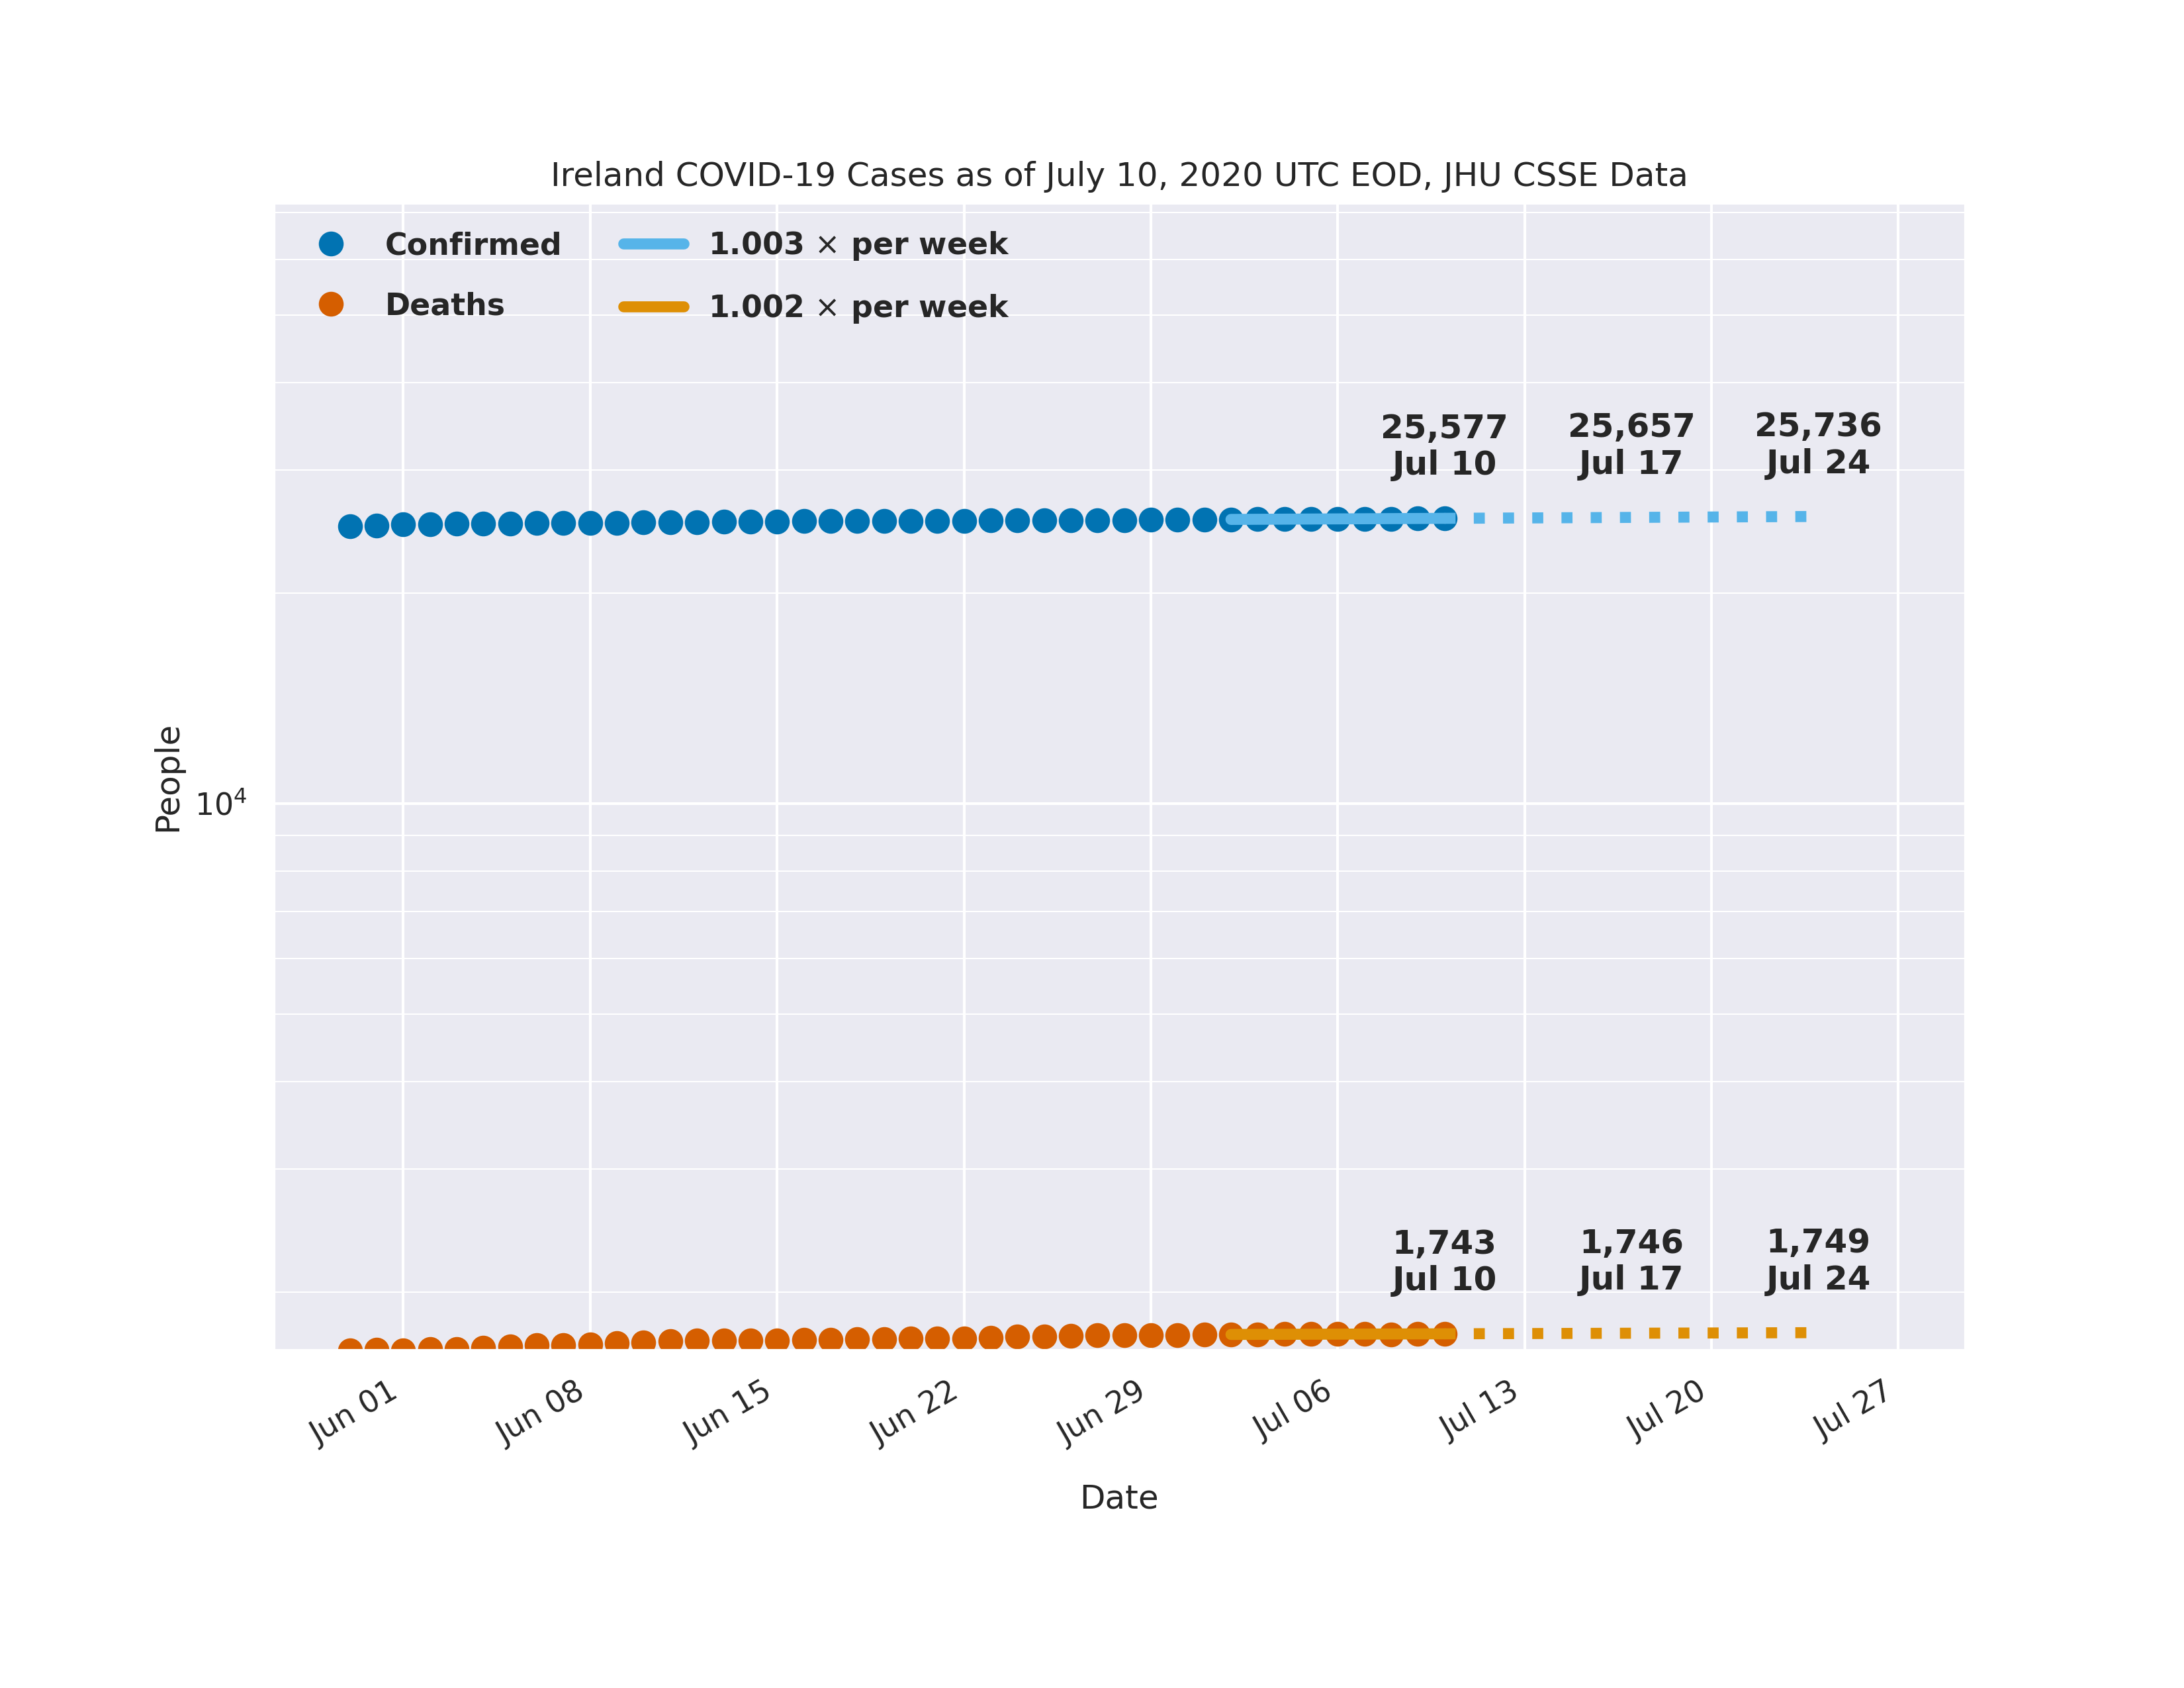 Ireland COVID-19 Cases as of July 10, 2020 UTC EOD, JHU CSSE Data
Confirmed
Deaths
1.003 × per week
1.002 × per week
25,577
Jul 10
25,657
Jul 17
25,736
Jul 24
People
10⁴
1,743
Jul 10
1,746
Jul 17
1,749
Jul 24
Jun 01
Jun 08
Jun 15
Jun 22
Jun 29
Jul 06
Jul 13
Jul 20
Jul 27
Date